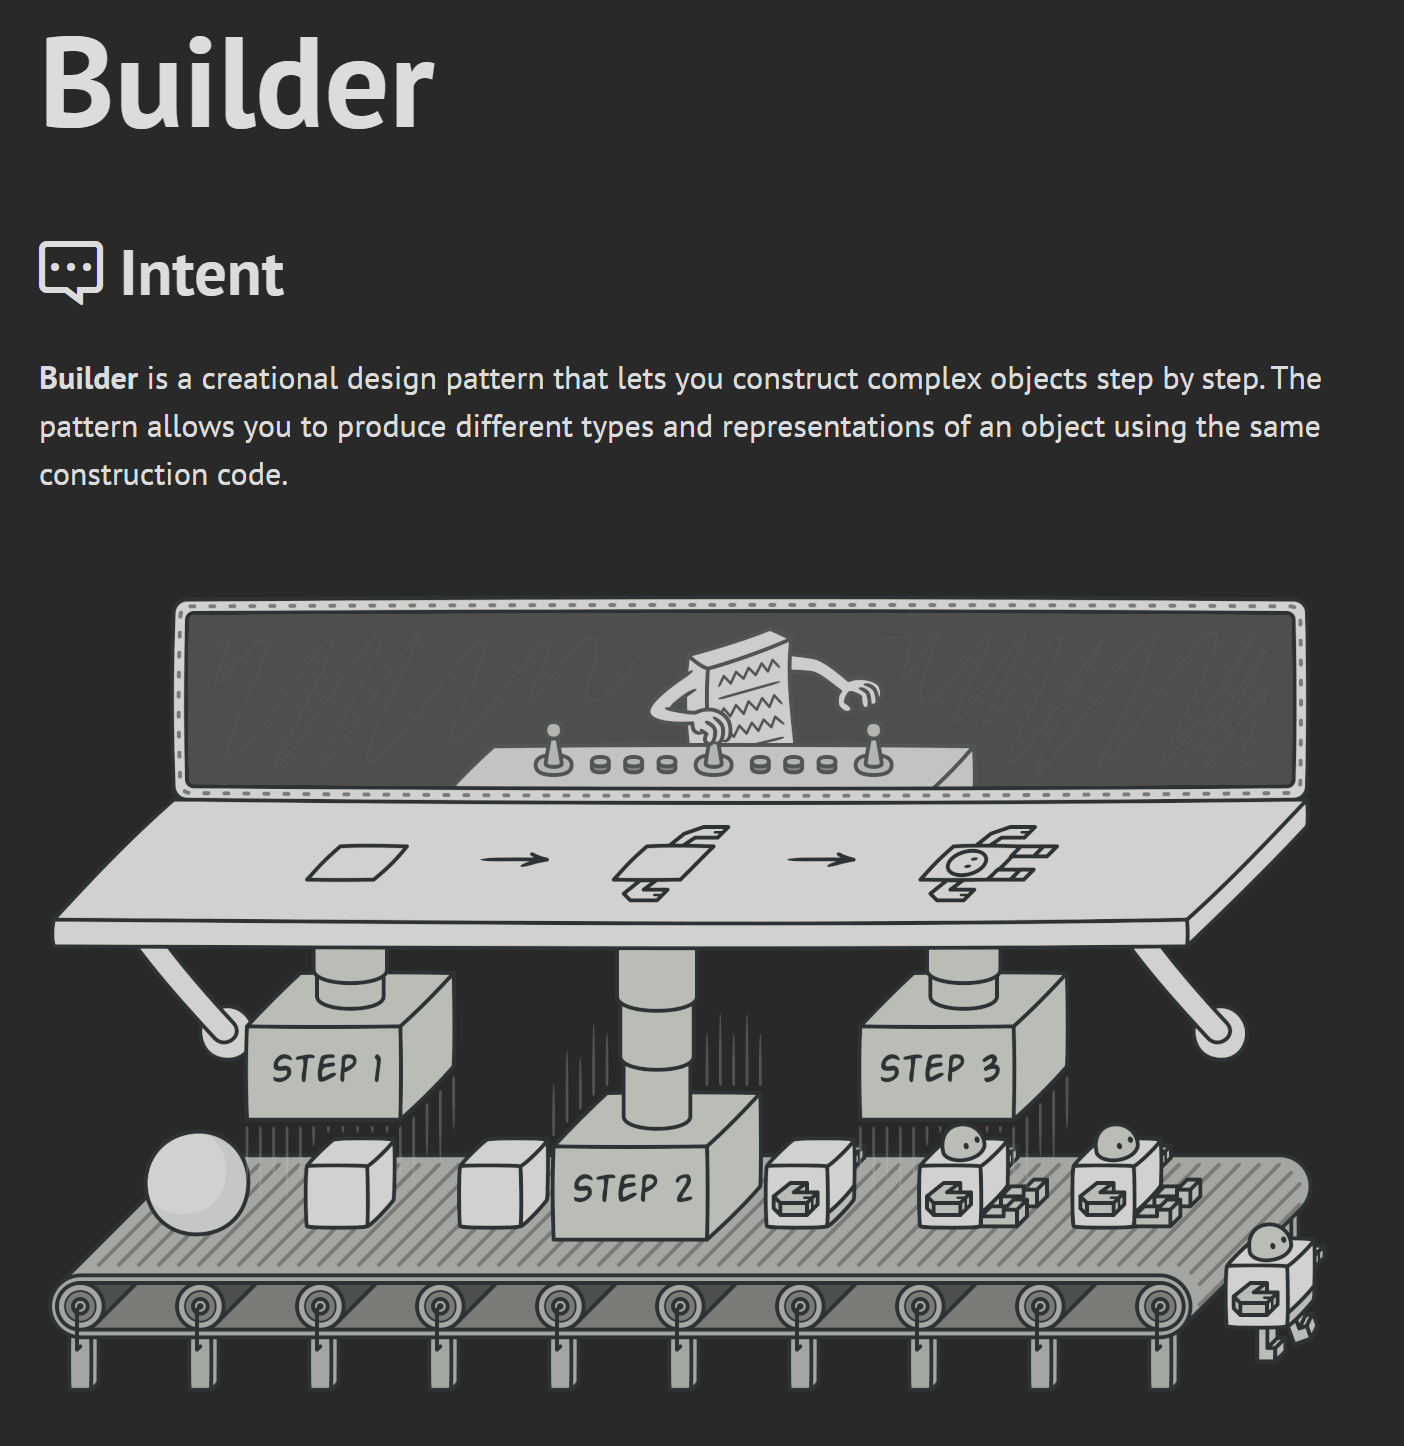 Builder
Intent
Builder is a creational design pattern that lets you construct complex objects step by step. The
pattern allows you to produce different types and representations of an object using the same
construction code.
STEP 1
STEP 3
STEP 2